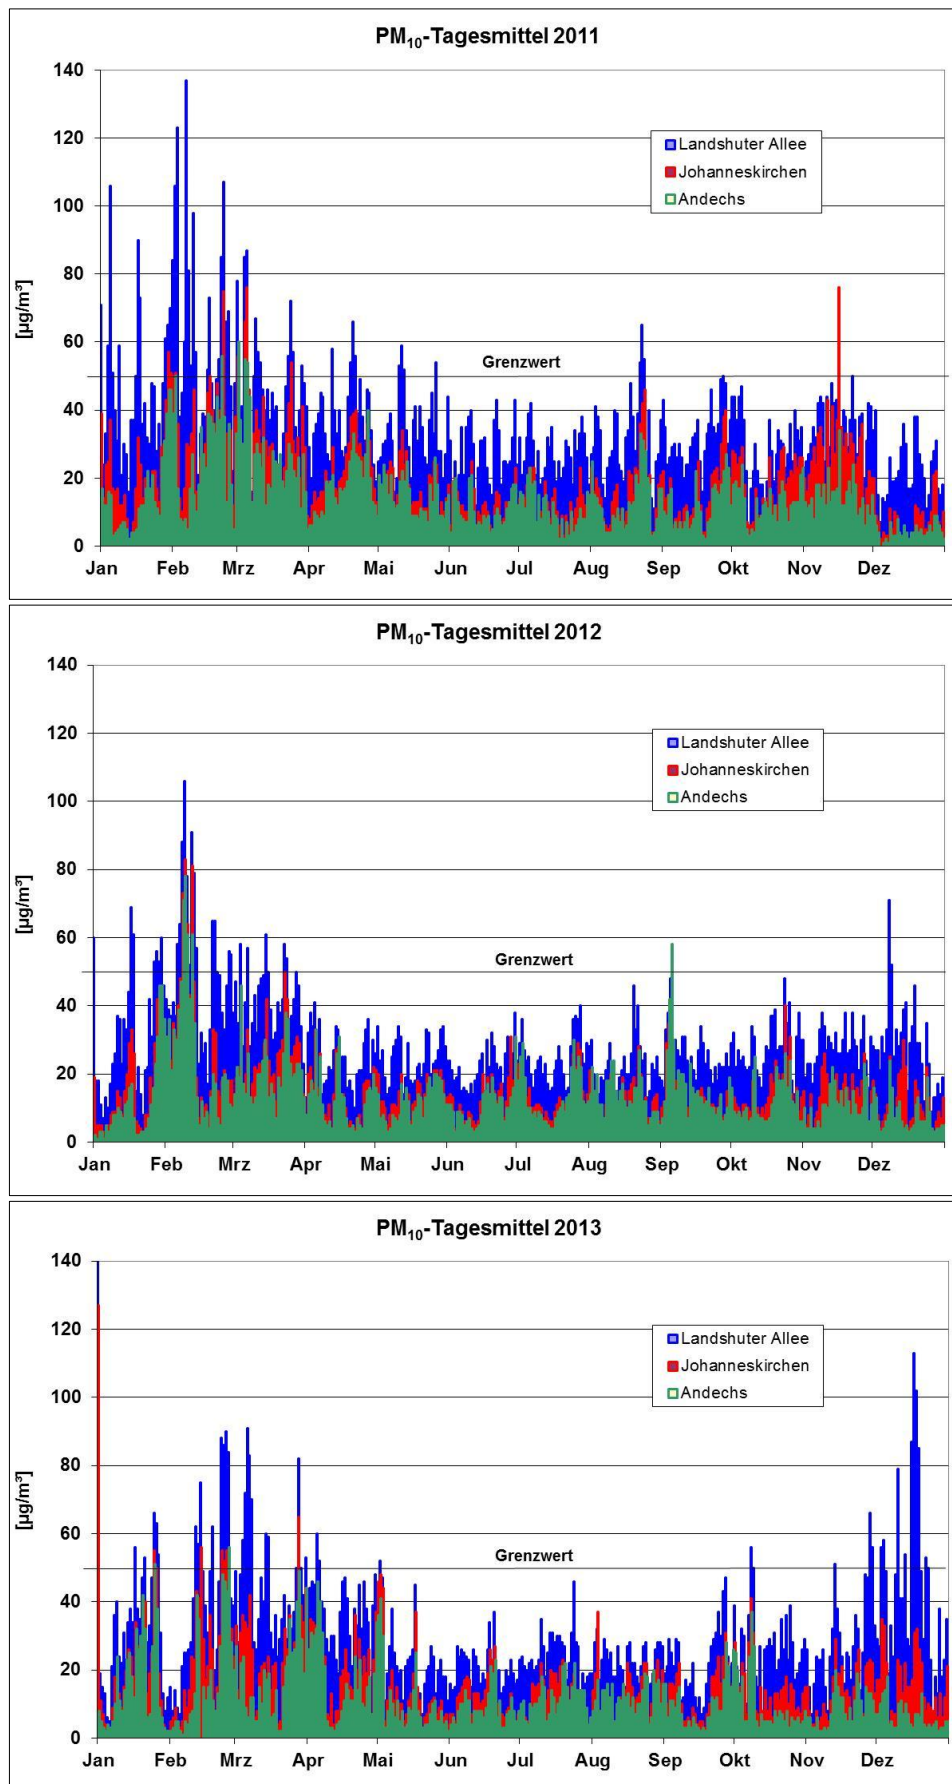 PM₁₀-Tagesmittel 2011
140
120
100
80
60
40
20
0
[µg/m³]
Landshuter Allee
Johanneskirchen
Andechs
Grenzwert
Jan Feb Mrz Apr Mai Jun Jul Aug Sep Okt Nov Dez
PM₁₀-Tagesmittel 2012
140
120
100
80
60
40
20
0
[µg/m³]
Landshuter Allee
Johanneskirchen
Andechs
Grenzwert
Jan Feb Mrz Apr Mai Jun Jul Aug Sep Okt Nov Dez
PM₁₀-Tagesmittel 2013
140
120
100
80
60
40
20
0
[µg/m³]
Landshuter Allee
Johanneskirchen
Andechs
Grenzwert
Jan Feb Mrz Apr Mai Jun Jul Aug Sep Okt Nov Dez